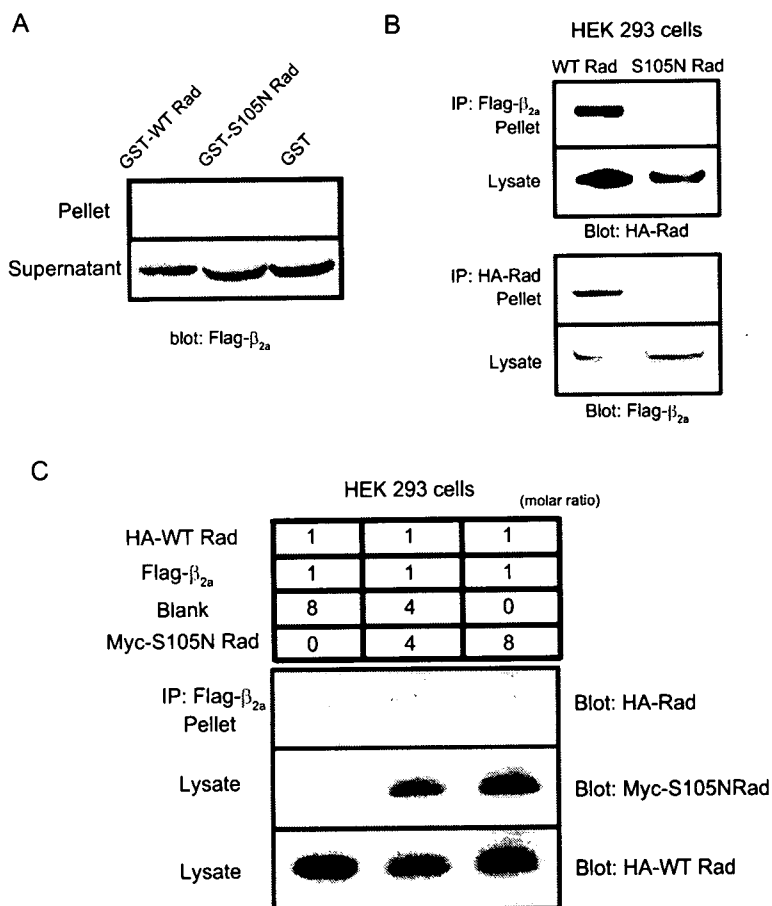 A
GST-WT Rad
GST-S105N Rad
GST
Pellet
Supernatant
blot: Flag-β2a
B
HEK 293 cells
WT Rad S105N Rad
IP: Flag-β2a
Pellet
Lysate
Blot: HA-Rad
IP: HA-Rad
Pellet
Lysate
Blot: Flag-β2a
C
HEK 293 cells (molar ratio)
HA-WT Rad 1 1 1
Flag-β2a 1 1 1
Blank 8 4 0
Myc-S105N Rad 0 4 8
IP: Flag-β2a
Pellet
Blot: HA-Rad
Lysate Blot: Myc-S105NRad
Lysate Blot: HA-WT Rad